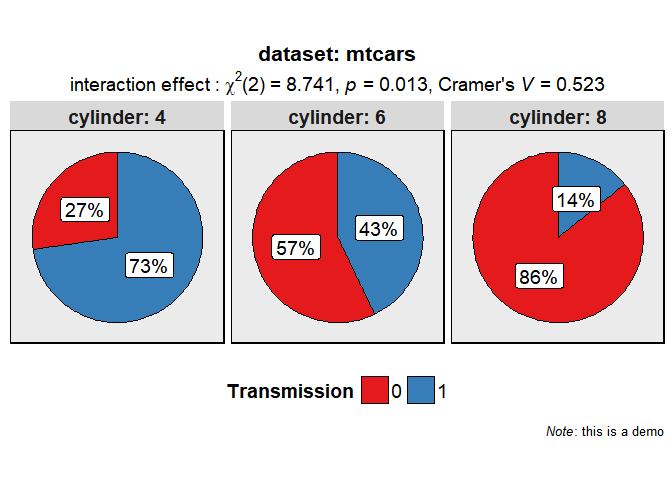 dataset: mtcars
interaction effect : χ²(2) = 8.741, p = 0.013, Cramer's V = 0.523
cylinder: 4
cylinder: 6
cylinder: 8
27%
73%
57%
43%
14%
86%
Transmission 0 1
Note: this is a demo